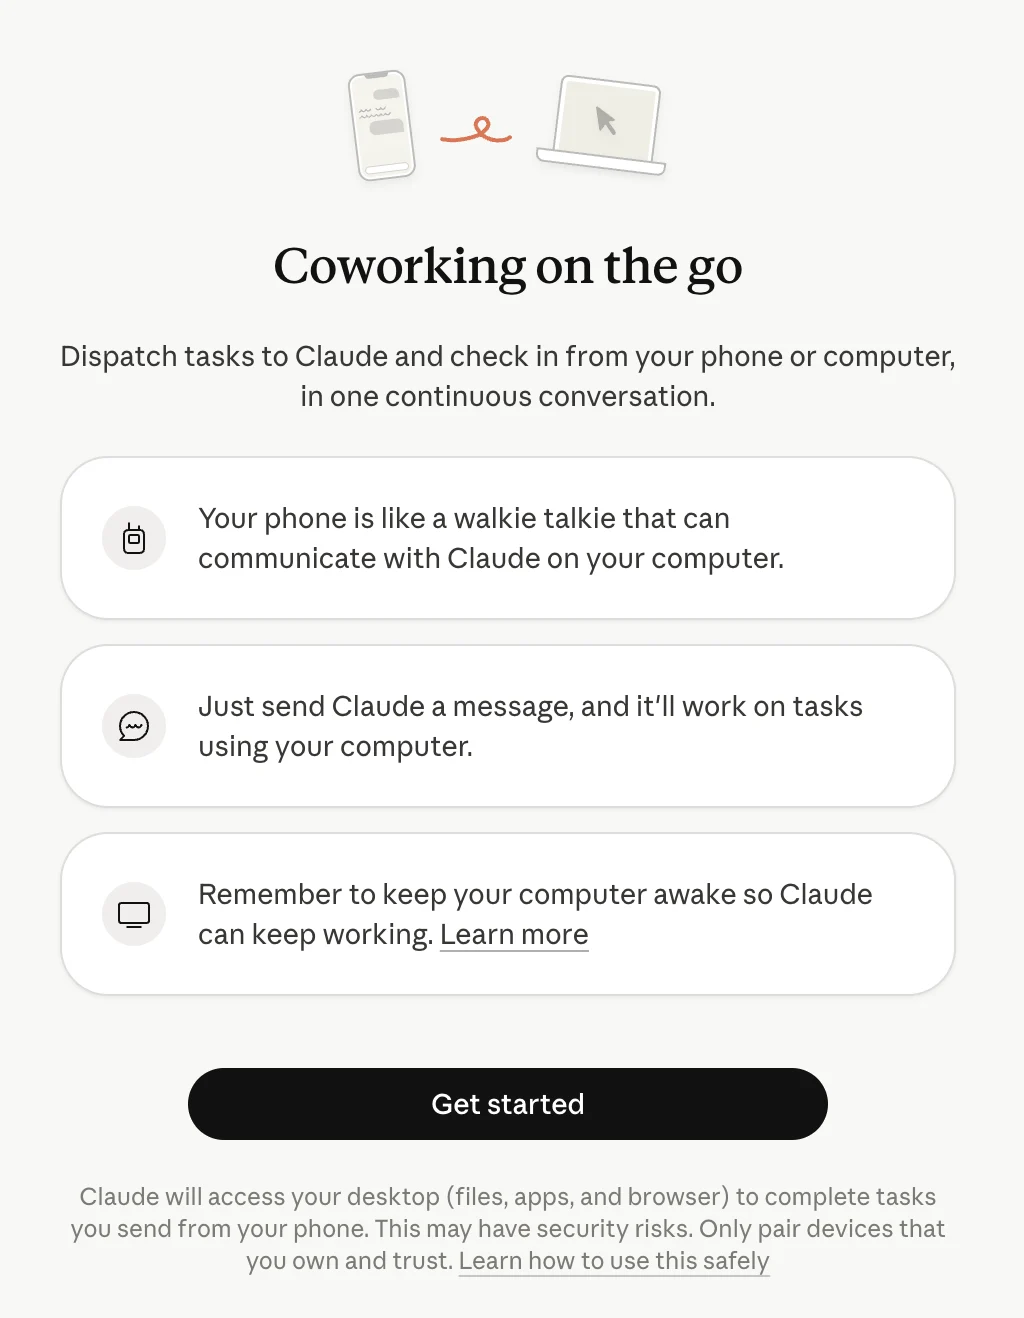 Coworking on the go
Dispatch tasks to Claude and check in from your phone or computer,
in one continuous conversation.
Your phone is like a walkie talkie that can
communicate with Claude on your computer.
Just send Claude a message, and it'll work on tasks
using your computer.
Remember to keep your computer awake so Claude
can keep working. Learn more
Get started
Claude will access your desktop (files, apps, and browser) to complete tasks
you send from your phone. This may have security risks. Only pair devices that
you own and trust. Learn how to use this safely